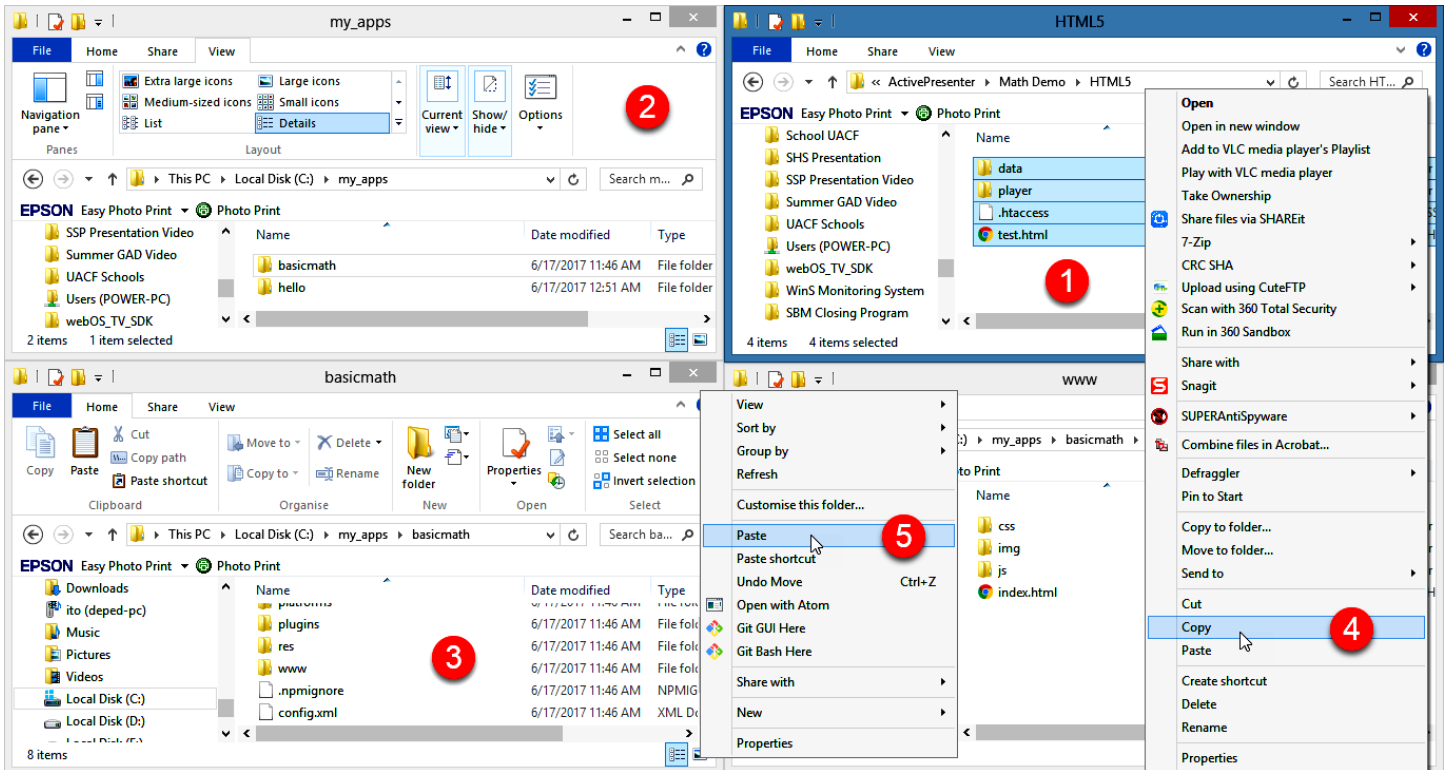 my_apps
File Home Share View
Extra large icons Large icons
Medium-sized icons Small icons
List Details
Navigation pane
Current view
Show/ hide
Options
Panes Layout
2
This PC Local Disk (C:) my_apps
Search m...
EPSON Easy Photo Print Photo Print
SSP Presentation Video
Summer GAD Video
UACF Schools
Users (POWER-PC)
webOS_TV_SDK
Name Date modified Type
basicmath 6/17/2017 11:46 AM File folder
hello 6/17/2017 12:51 AM File folder
2 items 1 item selected
HTML5
File Home Share View
« ActivePresenter Math Demo HTML5
Search HT...
EPSON Easy Photo Print Photo Print
School UACF
SHS Presentation
SSP Presentation Video
Summer GAD Video
UACF Schools
Users (POWER-PC)
webOS_TV_SDK
WinS Monitoring System
SBM Closing Program
Name
data
player
.htaccess
test.html
1
4 items 4 items selected
Open
Open in new window
Add to VLC media player's Playlist
Play with VLC media player
Take Ownership
Share files via SHAREit
7-Zip
CRC SHA
Upload using CuteFTP
Scan with 360 Total Security
Run in 360 Sandbox
Share with
Snagit
SUPERAntiSpyware
Combine files in Acrobat...
Defraggler
Pin to Start
Copy to folder...
Move to folder...
Send to
Cut
Copy
4
Paste
Create shortcut
Delete
Rename
Properties
basicmath
File Home Share View
Copy
Paste
Cut
Copy path
Paste shortcut
Move to
Copy to
Delete
Rename
New folder
Properties
Select all
Select none
Invert selection
Clipboard Organise New Open Select
This PC Local Disk (C:) my_apps basicmath
Search ba...
EPSON Easy Photo Print Photo Print
Downloads
ito (deped-pc)
Music
Pictures
Videos
Local Disk (C:)
Local Disk (D:)
Name Date modified Type
platforms
plugins 6/17/2017 11:46 AM
res 6/17/2017 11:46 AM
www 6/17/2017 11:46 AM
.npmignore 6/17/2017 11:46 AM NPMIG
config.xml 6/17/2017 11:46 AM XML
3
8 items
www
my_apps basicmath
Name
css
img
js
index.html
View
Sort by
Group by
Refresh
Customise this folder...
Paste
5
Paste shortcut
Undo Move Ctrl+Z
Open with Atom
Git GUI Here
Git Bash Here
Share with
New
Properties